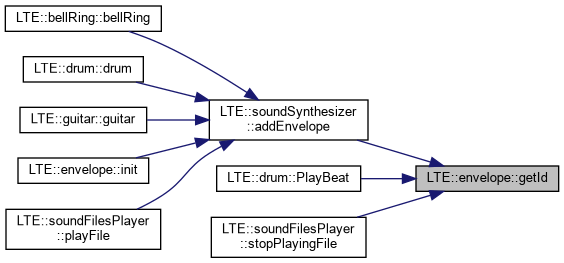 LTE::bellRing::bellRing
LTE::drum::drum
LTE::guitar::guitar
LTE::envelope::init
LTE::soundFilesPlayer
::playFile
LTE::soundSynthesizer
::addEnvelope
LTE::drum::PlayBeat
LTE::soundFilesPlayer
::stopPlayingFile
LTE::envelope::getId